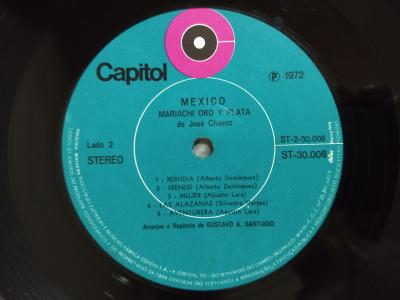 Capitol
℗ 1972
MEXICO
MARIACHI ORO Y PLATA
de José Chavez
Lado 2
STEREO
ST-2-30.008
ST-30.008
1 - PERFIDIA (Alberto Dominguez)
2 - FRENESI (Alberto Dominguez)
3 - MUJER (Agustin Lara)
4 - LAS ALAZANAS (Silvestre Vargas)
5 - AVENTURERA (Agustin Lara)
Arranjos e Regência de GUSTAVO A. SANTIAGO